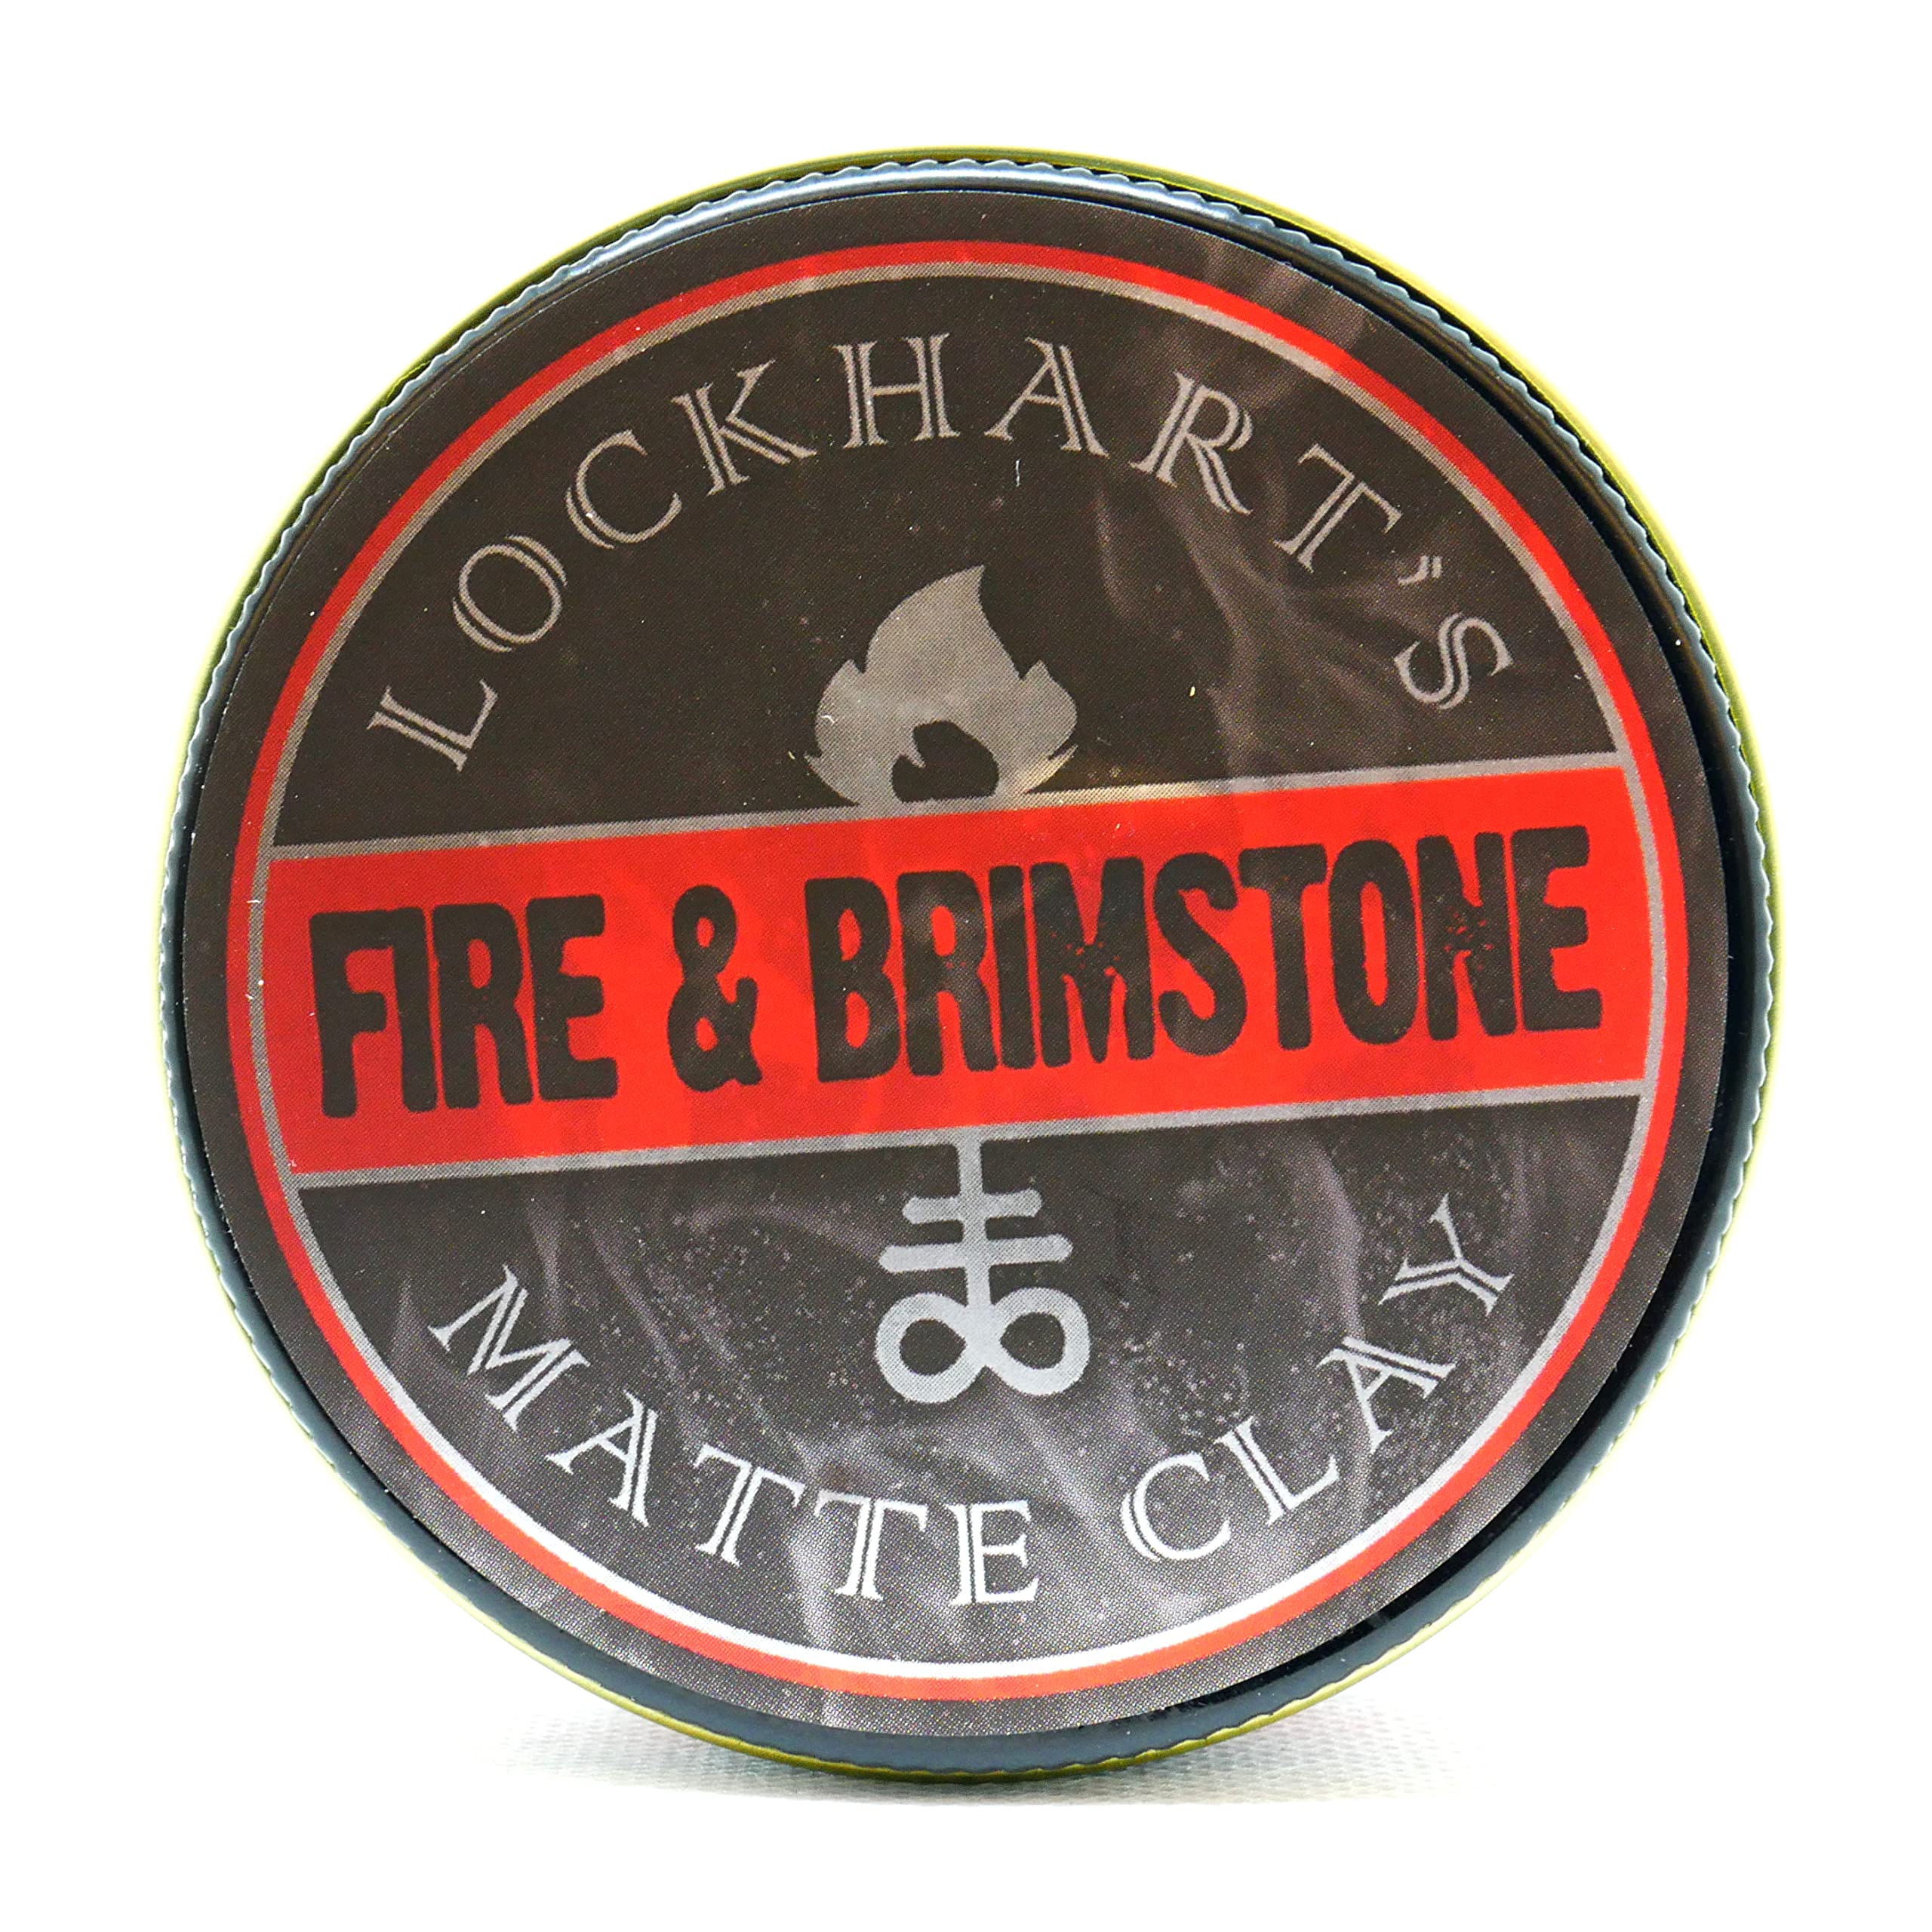 LOCKHART'S
FIRE & BRIMSTONE
MATTE CLAY